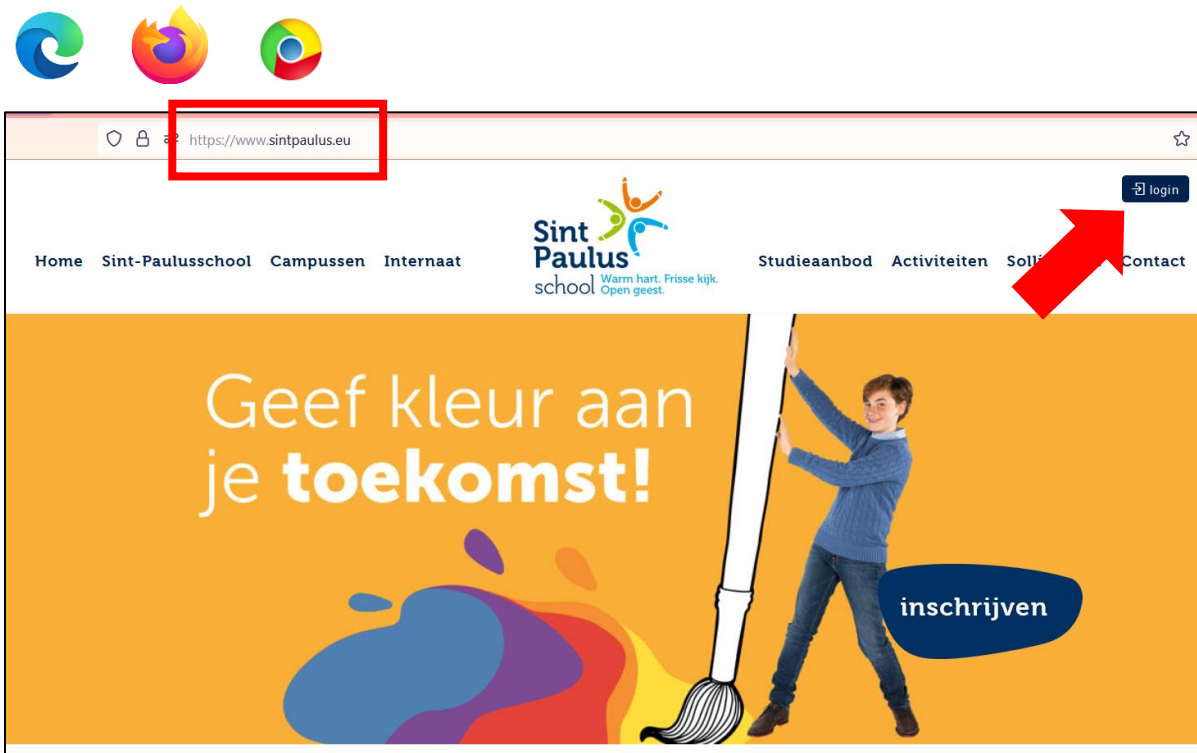 https://www.sintpaulus.eu
login
Sint
Paulus
school Warm hart. Frisse kijk.
Open geest.
Home Sint-Paulusschool Campussen Internaat
Studieaanbod Activiteiten Contact
Geef kleur aan
je toekomst!
inschrijven